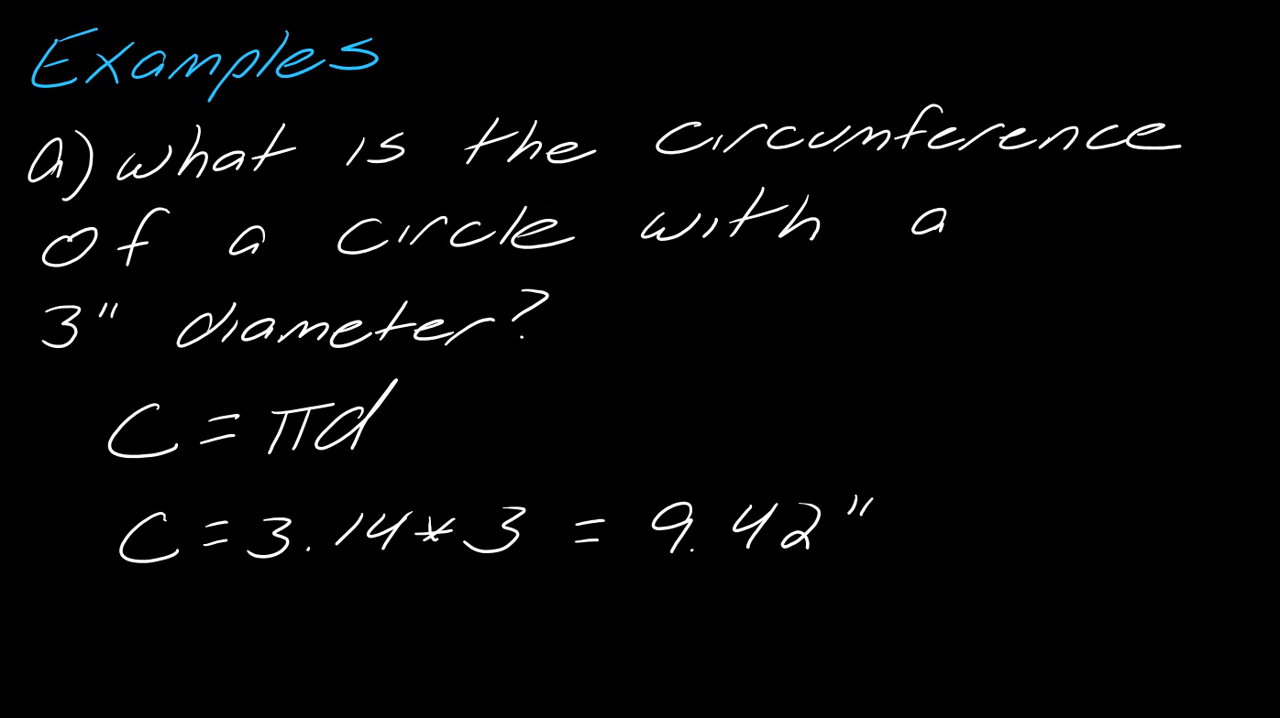 Examples
a) what is the circumference
of a circle with a
3" diameter?
C = πd
C = 3.14 * 3 = 9.42"